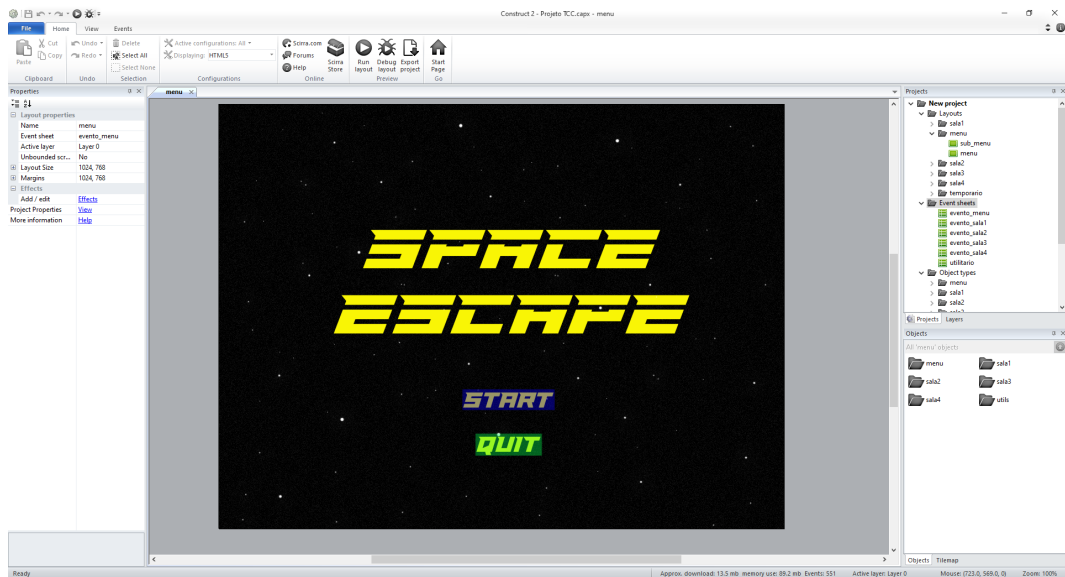 Construct 2 - Projeto TCC.capx - menu
File Home View Events
Paste Cut Copy Clipboard
Undo Redo Undo
Delete Select All Select None Selection
Active configurations: All Displaying: HTML5 Configurations
Scirra.com Forums Help Scirra Store Online
Run layout Debug layout Export project Preview
Start Page Go
Properties
Layout properties
Name menu
Event sheet evento_menu
Active layer Layer 0
Unbounded scr... No
Layout Size 1024, 768
Margins 1024, 768
Effects
Add / edit Effects
Project Properties View
More information Help
menu
SPACE
ESCAPE
START
QUIT
Projects
New project
Layouts
sala1
menu
sub_menu
menu
sala2
sala3
sala4
temporario
Event sheets
evento_menu
evento_sala1
evento_sala2
evento_sala3
evento_sala4
utilitario
Object types
menu
sala1
sala2
Projects Layers
Objects
All 'menu' objects
menu sala1
sala2 sala3
sala4 utils
Objects Tilemap
Ready
Approx. download: 13.5 mb memory use: 89.2 mb Events: 551 Active layer: Layer 0 Mouse: (723.0, 569.0, 0) Zoom: 100%